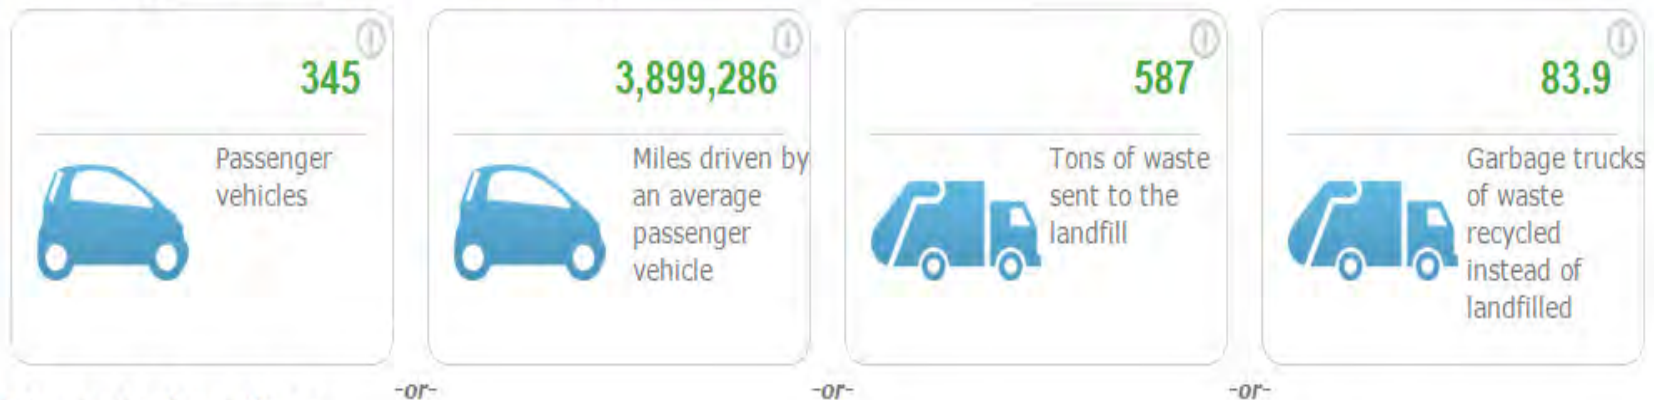 345
Passenger
vehicles
3,899,286
Miles driven by
an average
passenger
vehicle
587
Tons of waste
sent to the
landfill
83.9
Garbage trucks
of waste
recycled
instead of
landfilled
-or-
-or-
-or-